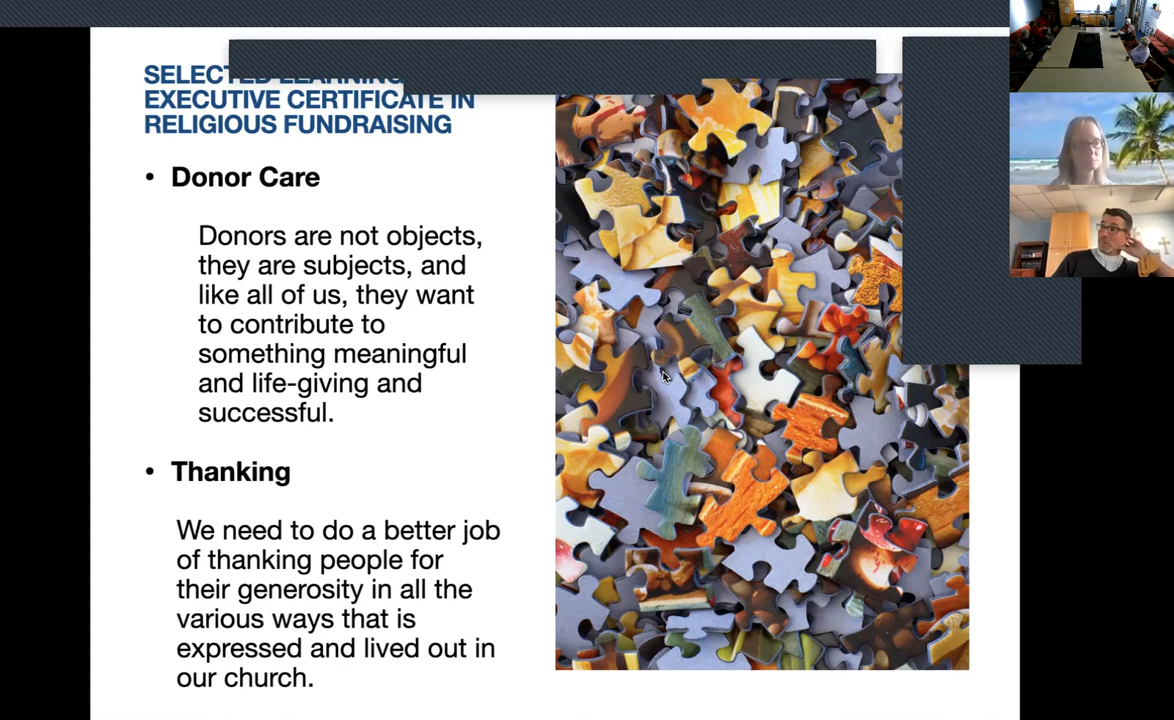 SELECTED LEARNING
EXECUTIVE CERTIFICATE IN
RELIGIOUS FUNDRAISING
• Donor Care
Donors are not objects,
they are subjects, and
like all of us, they want
to contribute to
something meaningful
and life-giving and
successful.
• Thanking
We need to do a better job
of thanking people for
their generosity in all the
various ways that is
expressed and lived out in
our church.